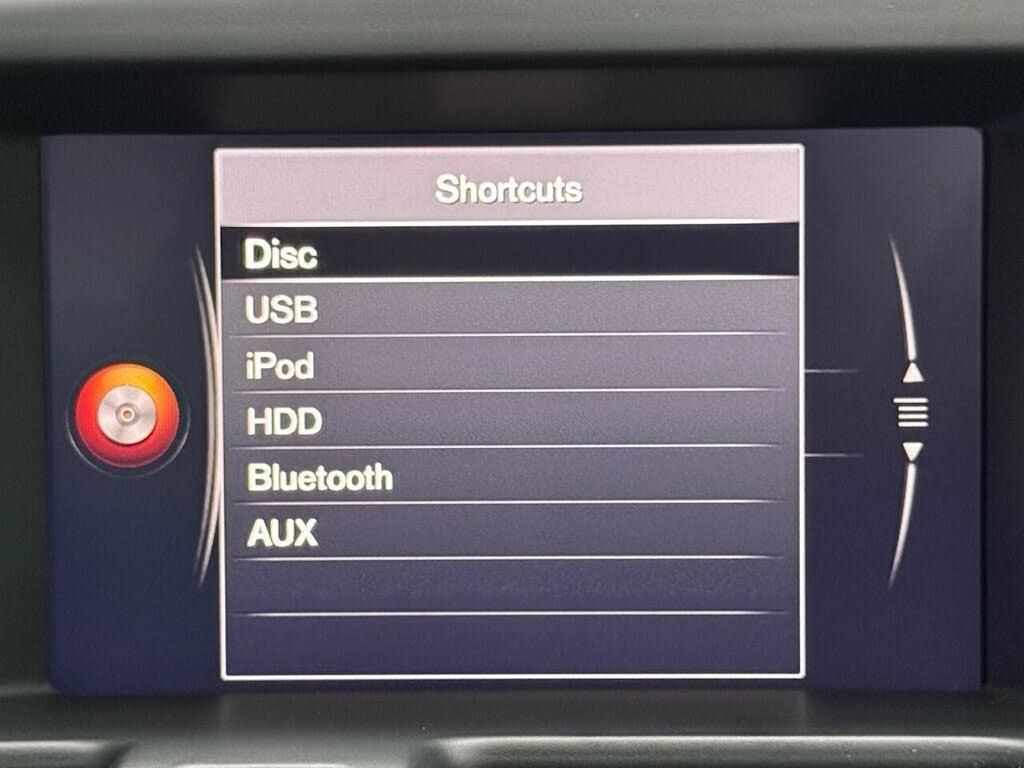 Shortcuts
Disc
USB
iPod
HDD
Bluetooth
AUX